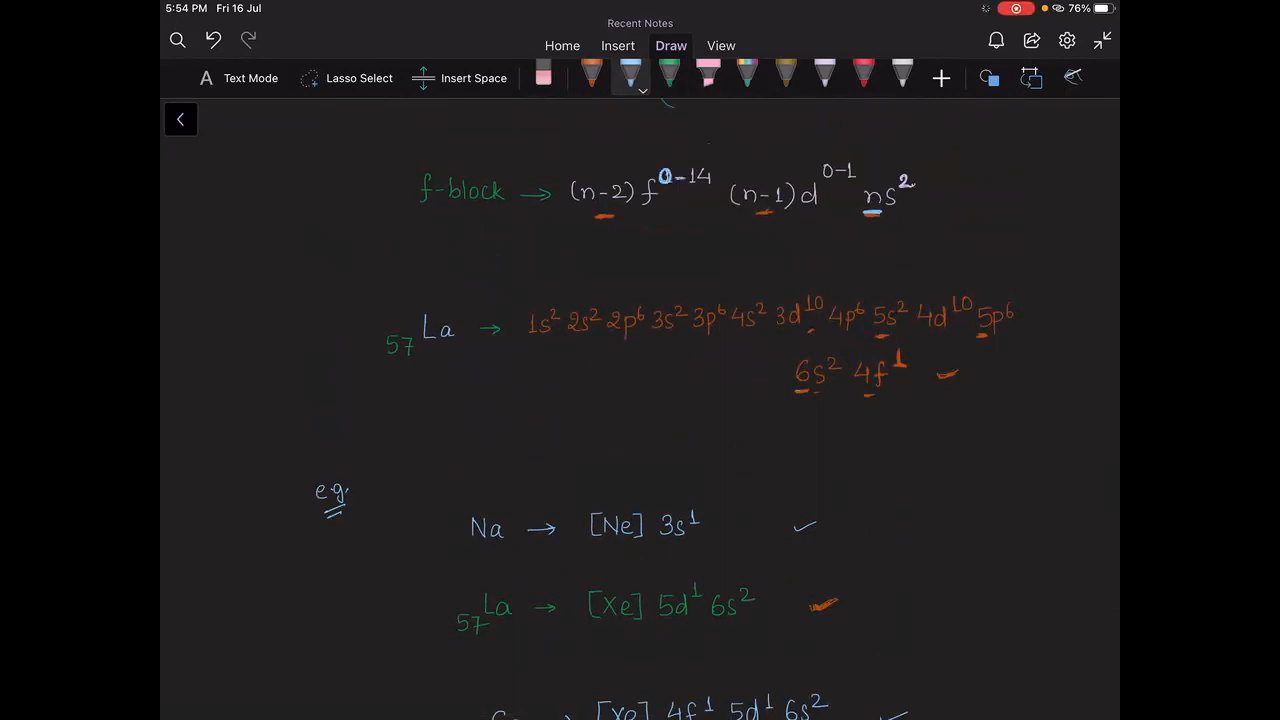 5:54 PM Fri 16 Jul 76%
Recent Notes
Home Insert Draw View
A Text Mode Lasso Select Insert Space
f-block → (n-2) f⁰⁻¹⁴ (n-1) d⁰⁻¹ ns²
₅₇La → 1s² 2s² 2p⁶ 3s² 3p⁶ 4s² 3d¹⁰ 4p⁶ 5s² 4d¹⁰ 5p⁶
6s² 4f¹
e.g.
Na → [Ne] 3s¹
₅₇La → [Xe] 5d¹ 6s²
[Xe] 4f¹ 5d¹ 6s²